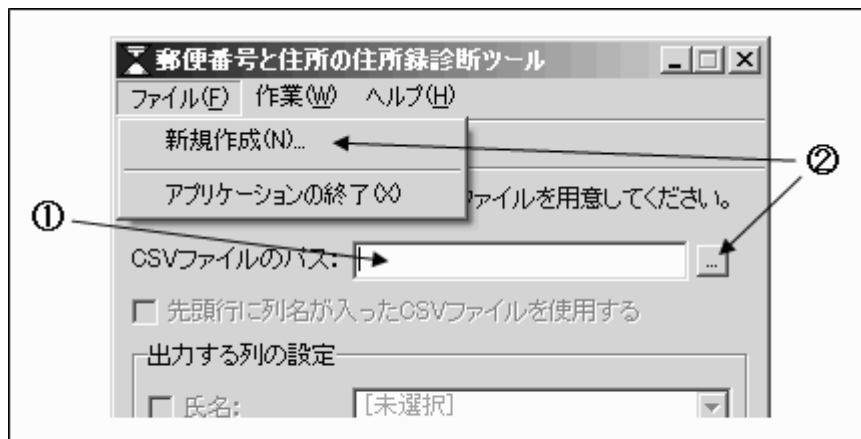 郵便番号と住所の住所録診断ツール
ファイル(F) 作業(W) ヘルプ(H)
新規作成(N)...
②
アプリケーションの終了(X)
ファイルを用意してください。
①
CSVファイルのパス: ...
先頭行に列名が入ったCSVファイルを使用する
出力する列の設定
氏名: [未選択]